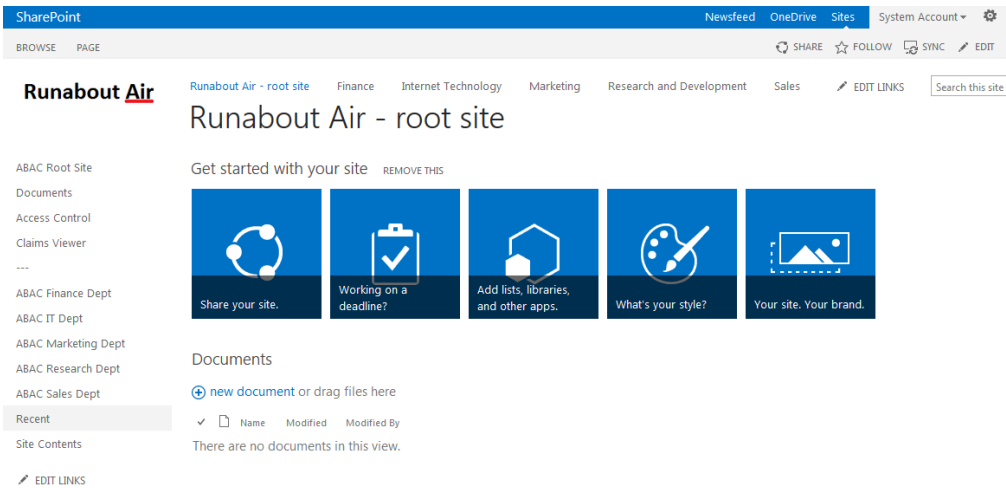 SharePoint
Newsfeed OneDrive Sites System Account
BROWSE PAGE
SHARE FOLLOW SYNC EDIT
Runabout Air
Runabout Air - root site Finance Internet Technology Marketing Research and Development Sales EDIT LINKS Search this site
Runabout Air - root site
ABAC Root Site
Documents
Access Control
Claims Viewer
---
ABAC Finance Dept
ABAC IT Dept
ABAC Marketing Dept
ABAC Research Dept
ABAC Sales Dept
Recent
Site Contents
EDIT LINKS
Get started with your site REMOVE THIS
Share your site.
Working on a
deadline?
Add lists, libraries,
and other apps.
What's your style?
Your site. Your brand.
Documents
new document or drag files here
Name Modified Modified By
There are no documents in this view.